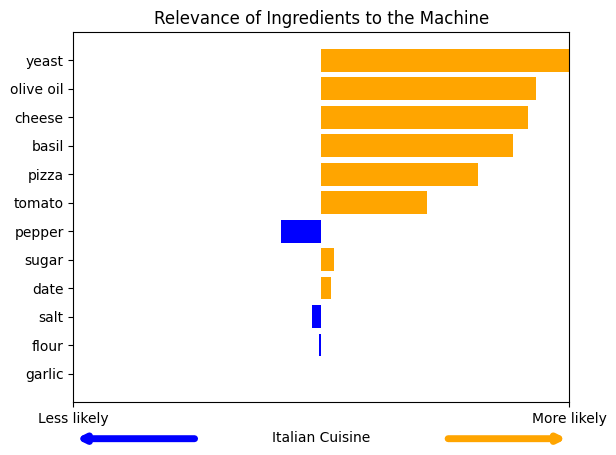 Relevance of Ingredients to the Machine
yeast
olive oil
cheese
basil
pizza
tomato
pepper
sugar
date
salt
flour
garlic
Less likely
More likely
Italian Cuisine